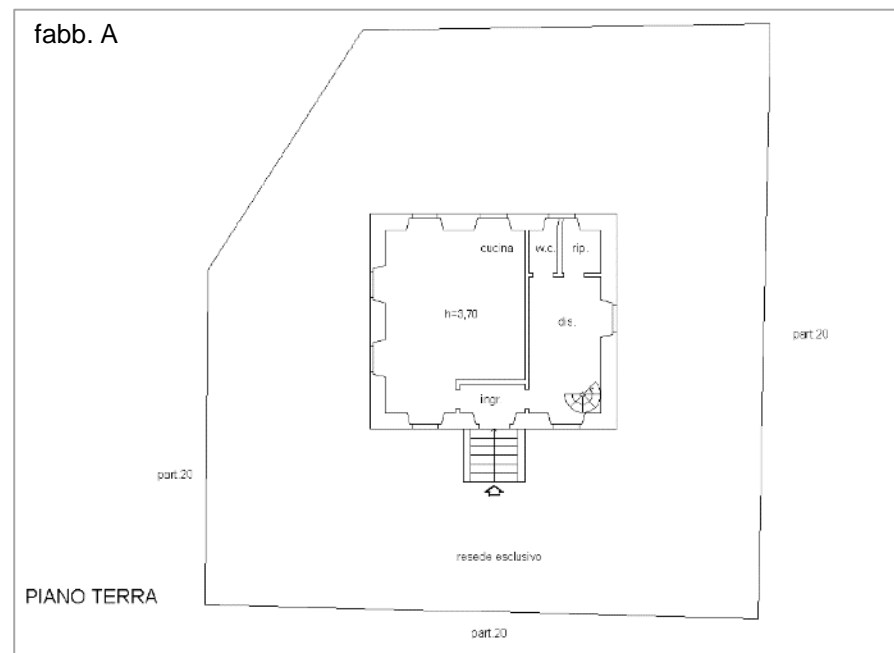 fabb. A
cucina
w.c.
rip.
h=3,70
dis.
part.20
ingr
part.20
resede esclusivo
PIANO TERRA
part.20